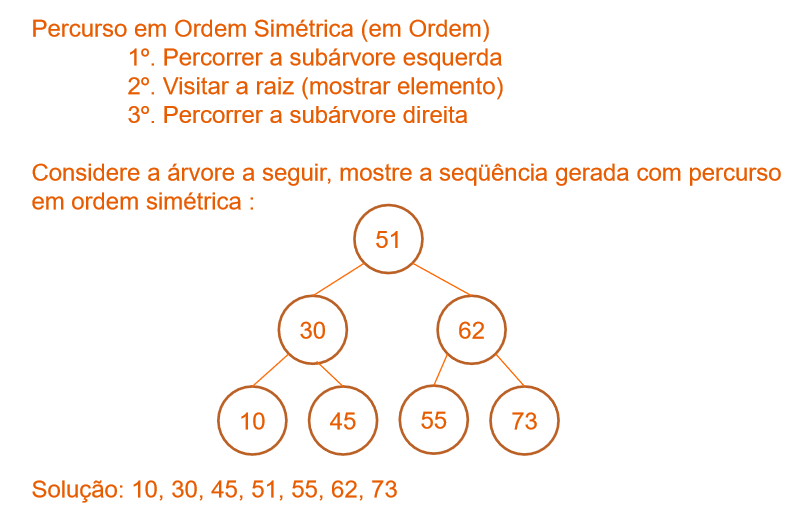 Percurso em Ordem Simétrica (em Ordem)
1º. Percorrer a subárvore esquerda
2º. Visitar a raiz (mostrar elemento)
3º. Percorrer a subárvore direita
Considere a árvore a seguir, mostre a seqüência gerada com percurso
em ordem simétrica :
51
30 62
10 45 55 73
Solução: 10, 30, 45, 51, 55, 62, 73